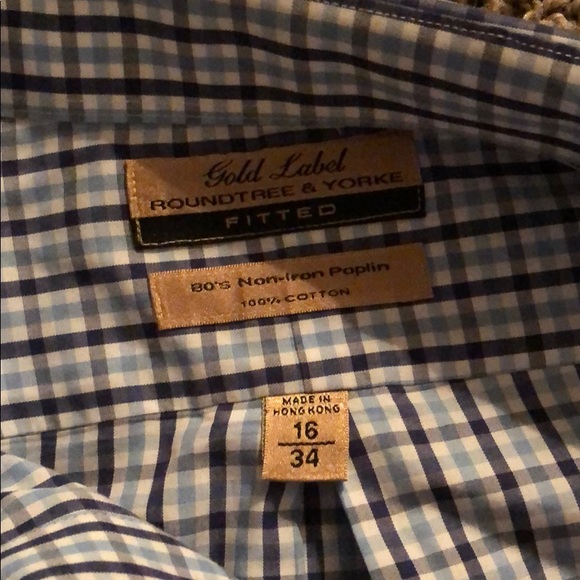 Gold Label
ROUNDTREE & YORKE
FITTED
80's Non-Iron Poplin
100% COTTON
MADE IN
HONG KONG
16
34